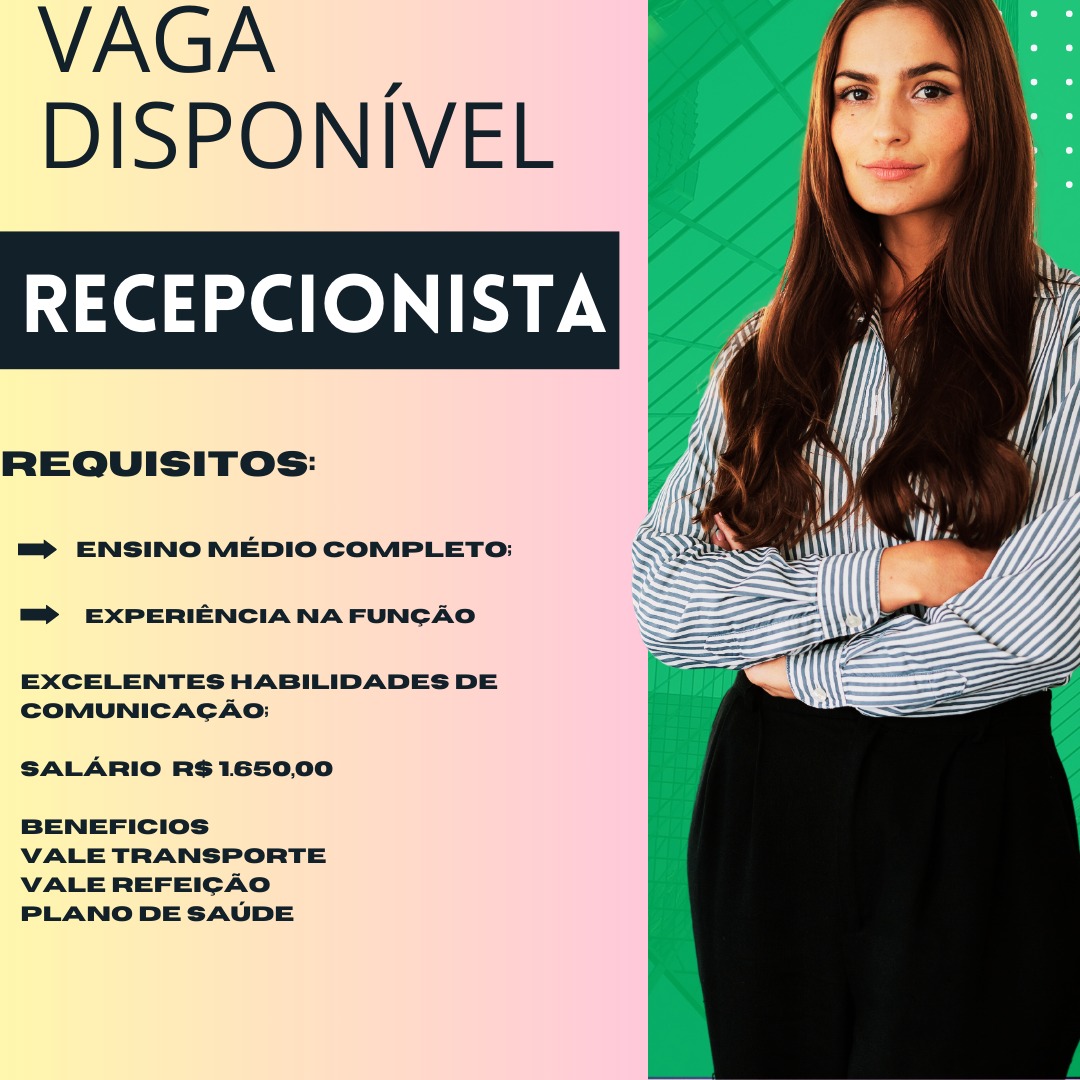 VAGA
DISPONÍVEL
RECEPCIONISTA
REQUISITOS:
ENSINO MÉDIO COMPLETO;
EXPERIÊNCIA NA FUNÇÃO
EXCELENTES HABILIDADES DE
COMUNICAÇÃO;
SALÁRIO R$ 1.650,00
BENEFICIOS
VALE TRANSPORTE
VALE REFEIÇÃO
PLANO DE SAÚDE